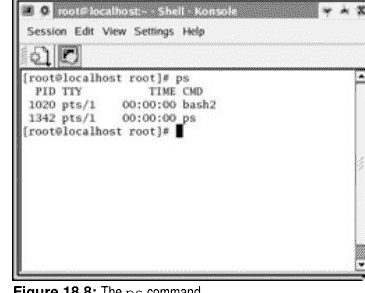 root@localhost:~ - Shell - Konsole
Session Edit View Settings Help
[root@localhost root]# ps
PID TTY TIME CMD
1020 pts/1 00:00:00 bash2
1342 pts/1 00:00:00 ps
[root@localhost root]#
Figure 18.8: The ps command